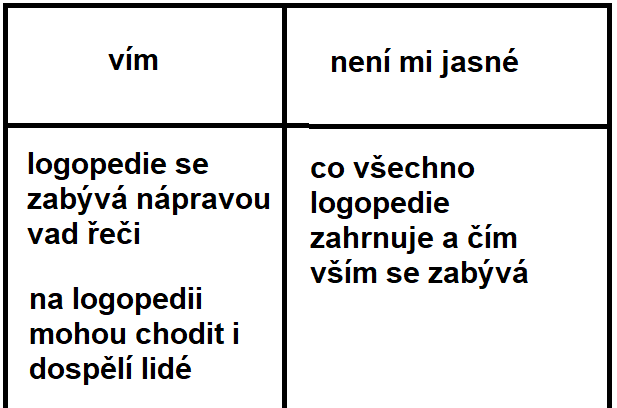 vím
není mi jasné
logopedie se
zabývá nápravou
vad řeči
na logopedii
mohou chodit i
dospělí lidé
co všechno
logopedie
zahrnuje a čím
vším se zabývá